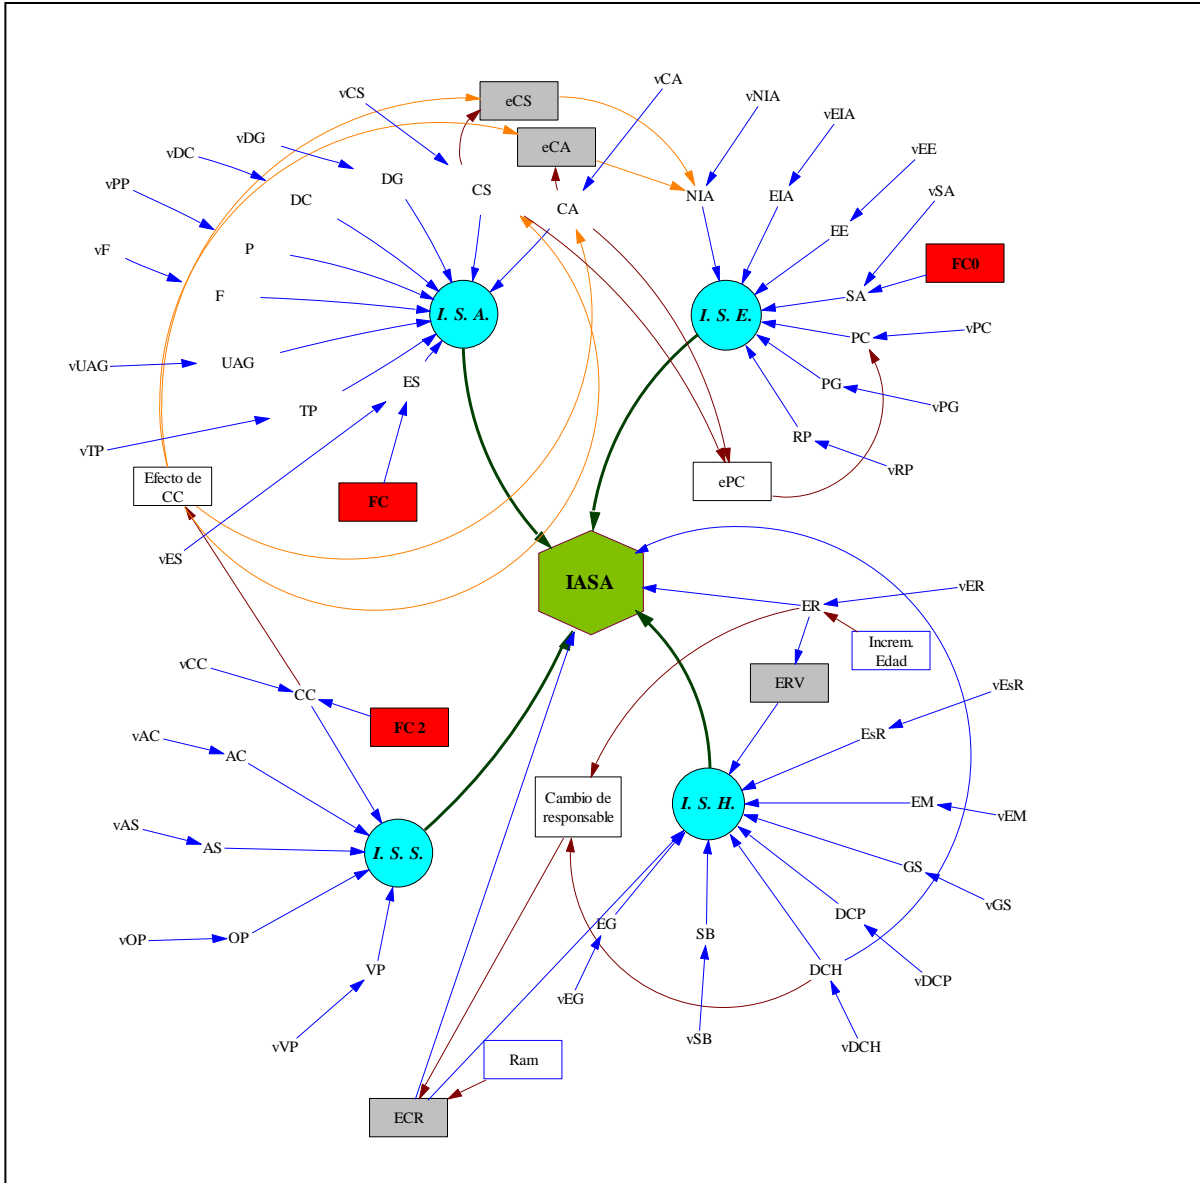 vCS
eCS
vCA
vNIA
vEIA
vDG
eCA
vEE
vDC
vPP
DG
CS
NIA
EIA
vSA
DC
CA
EE
vF
P
FC0
F
SA
I. S. A.
I. S. E.
vPC
PC
vUAG
UAG
ES
PG
vPG
TP
RP
vTP
vRP
Efecto de
CC
FC
ePC
vES
IASA
vER
ER
Increm.
Edad
vCC
CC
ERV
vEsR
FC 2
EsR
vAC
AC
Cambio de
responsable
I. S. H.
EM
vEM
vAS
AS
I. S. S.
GS
vGS
vOP
OP
EG
SB
DCP
VP
DCH
vDCP
vEG
vSB
vVP
vDCH
Ram
ECR